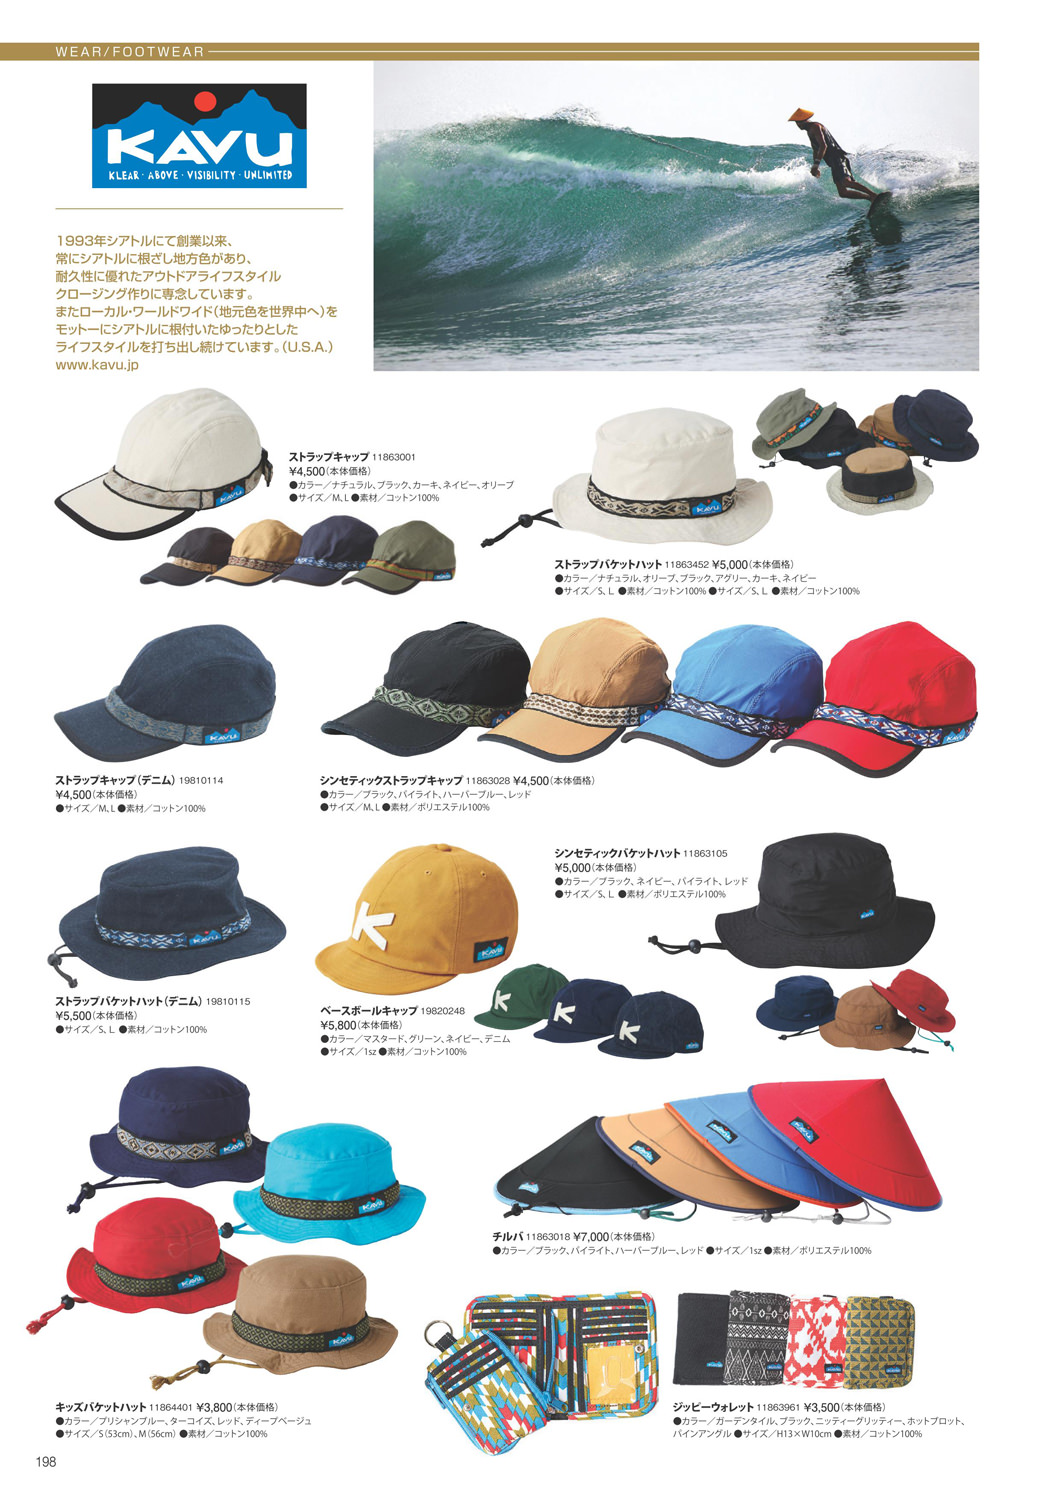 WEAR/FOOTWEAR
KAVU
KLEAR · ABOVE · VISIBILITY · UNLIMITED
1993年シアトルにて創業以来、
常にシアトルに根ざし地方色があり、
耐久性に優れたアウトドアライフスタイル
クロージング作りに専念しています。
またローカル・ワールドワイド（地元色を世界中へ）を
モットーにシアトルに根付いたゆったりとした
ライフスタイルを打ち出し続けています。（U.S.A.）
www.kavu.jp
ストラップキャップ 11863001
¥4,500（本体価格）
●カラー／ナチュラル、ブラック、カーキ、ネイビー、オリーブ
●サイズ／M、L ●素材／コットン100%
ストラップバケットハット 11863452 ¥5,000（本体価格）
●カラー／ナチュラル、オリーブ、ブラック、アグリー、カーキ、ネイビー
●サイズ／S、L ●素材／コットン100% ●サイズ／S、L ●素材／コットン100%
ストラップキャップ（デニム） 19810114
¥4,500（本体価格）
●サイズ／M、L ●素材／コットン100%
シンセティックストラップキャップ 11863028 ¥4,500（本体価格）
●カラー／ブラック、バイライト、ハーバーブルー、レッド
●サイズ／M、L ●素材／ポリエステル100%
シンセティックバケットハット 11863105
¥5,000（本体価格）
●カラー／ブラック、ネイビー、バイライト、レッド
●サイズ／S、L ●素材／ポリエステル100%
ストラップバケットハット（デニム） 19810115
¥5,500（本体価格）
●サイズ／S、L ●素材／コットン100%
ベースボールキャップ 19820248
¥5,800（本体価格）
●カラー／マスタード、グリーン、ネイビー、デニム
●サイズ／1sz ●素材／コットン100%
チルバ 11863018 ¥7,000（本体価格）
●カラー／ブラック、バイライト、ハーバーブルー、レッド ●サイズ／1sz ●素材／ポリエステル100%
キッズバケットハット 11864401 ¥3,800（本体価格）
●カラー／プリシャンブルー、ターコイズ、レッド、ディープベージュ
●サイズ／S（53cm）、M（56cm） ●素材／コットン100%
ジッピーウォレット 11863961 ¥3,500（本体価格）
●カラー／ガーデンタイル、ブラック、ニッティーグリッティー、ホットブロット、
パインアングル ●サイズ／H13×W10cm ●素材／コットン100%
198